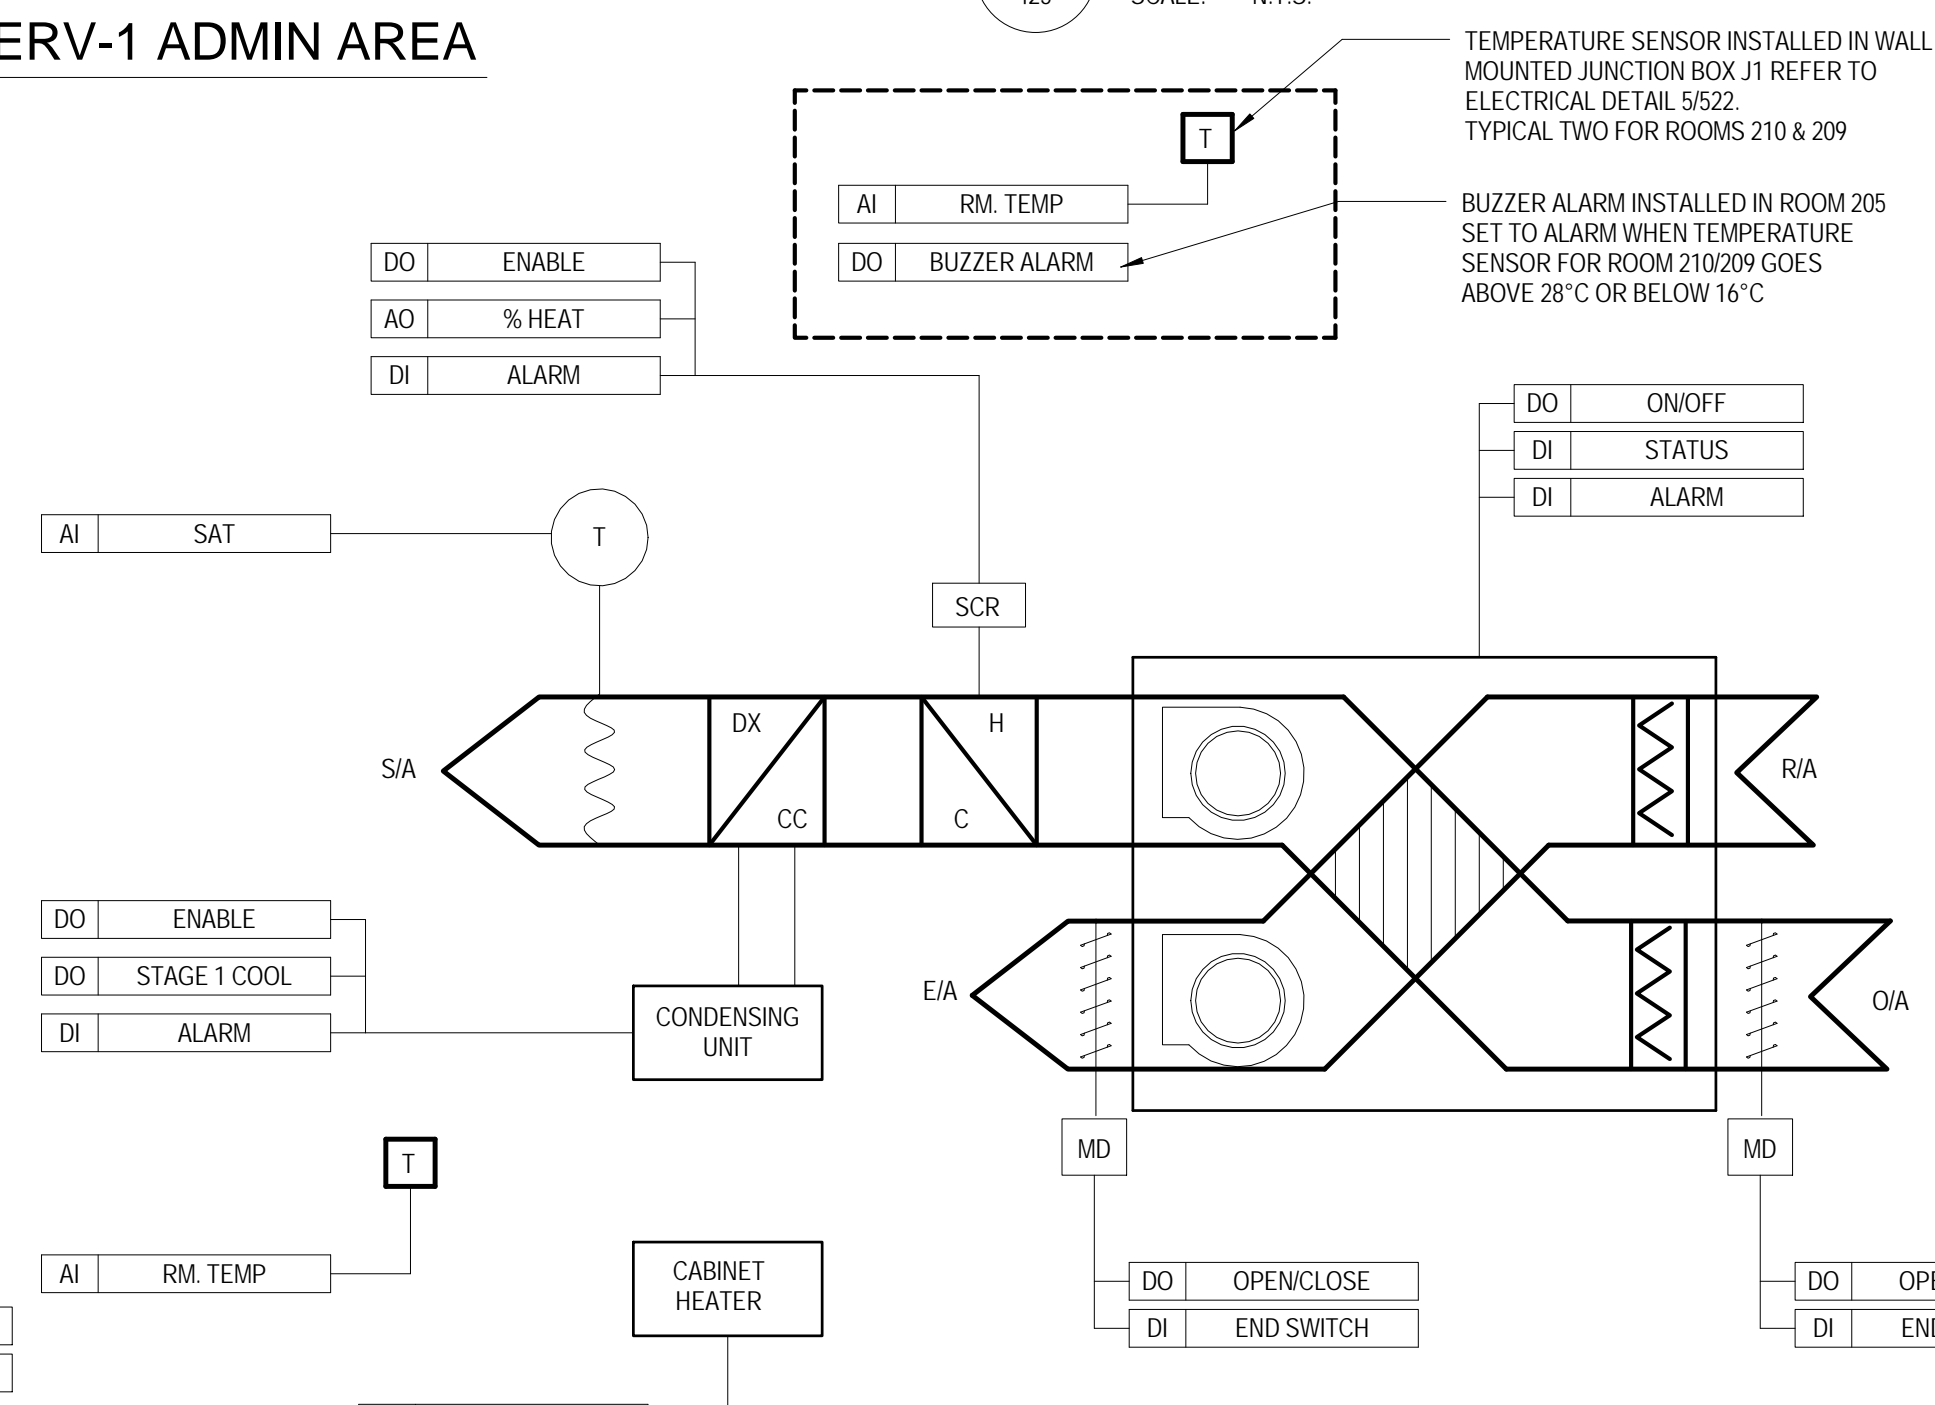 ERV-1 ADMIN AREA
SCALE: N.T.S.
TEMPERATURE SENSOR INSTALLED IN WALL
MOUNTED JUNCTION BOX J1 REFER TO
ELECTRICAL DETAIL 5/522.
TYPICAL TWO FOR ROOMS 210 & 209
T
AI RM. TEMP
DO BUZZER ALARM
BUZZER ALARM INSTALLED IN ROOM 205
SET TO ALARM WHEN TEMPERATURE
SENSOR FOR ROOM 210/209 GOES
ABOVE 28°C OR BELOW 16°C
DO ENABLE
AO % HEAT
DI ALARM
DO ON/OFF
DI STATUS
DI ALARM
AI SAT
T
SCR
S/A
DX
CC
H
C
R/A
E/A
O/A
DO ENABLE
DO STAGE 1 COOL
DI ALARM
CONDENSING
UNIT
MD
MD
T
AI RM. TEMP
CABINET
HEATER
DO OPEN/CLOSE
DI END SWITCH
DO
DI